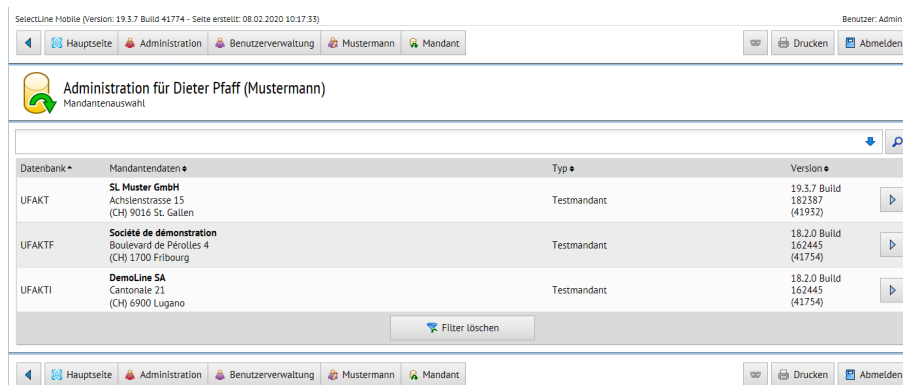 SelectLine Mobile (Version: 19.3.7 Build 41774 - Seite erstellt: 08.02.2020 10:17:33) Benutzer: Admin
Hauptseite Administration Benutzerverwaltung Mustermann Mandant Drucken Abmelden
Administration für Dieter Pfaff (Mustermann)
Mandantenauswahl
Datenbank Mandantendaten Typ Version
SL Muster GmbH 19.3.7 Build
UFAKT Achslenstrasse 15 Testmandant 182387
(CH) 9016 St. Gallen (41932)
Société de démonstration 18.2.0 Build
UFAKTF Boulevard de Pérolles 4 Testmandant 162445
(CH) 1700 Fribourg (41754)
DemoLine SA 18.2.0 Build
UFAKTI Cantonale 21 Testmandant 162445
(CH) 6900 Lugano (41754)
Filter löschen
Hauptseite Administration Benutzerverwaltung Mustermann Mandant Drucken Abmelden